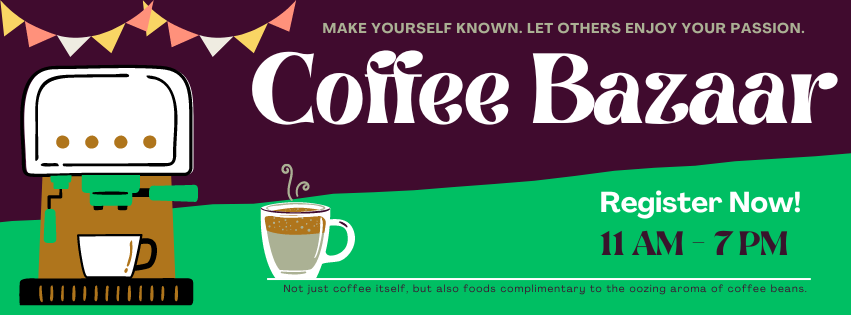 MAKE YOURSELF KNOWN. LET OTHERS ENJOY YOUR PASSION.
Coffee Bazaar
Register Now!
11 AM - 7 PM
Not just coffee itself, but also foods complimentary to the oozing aroma of coffee beans.